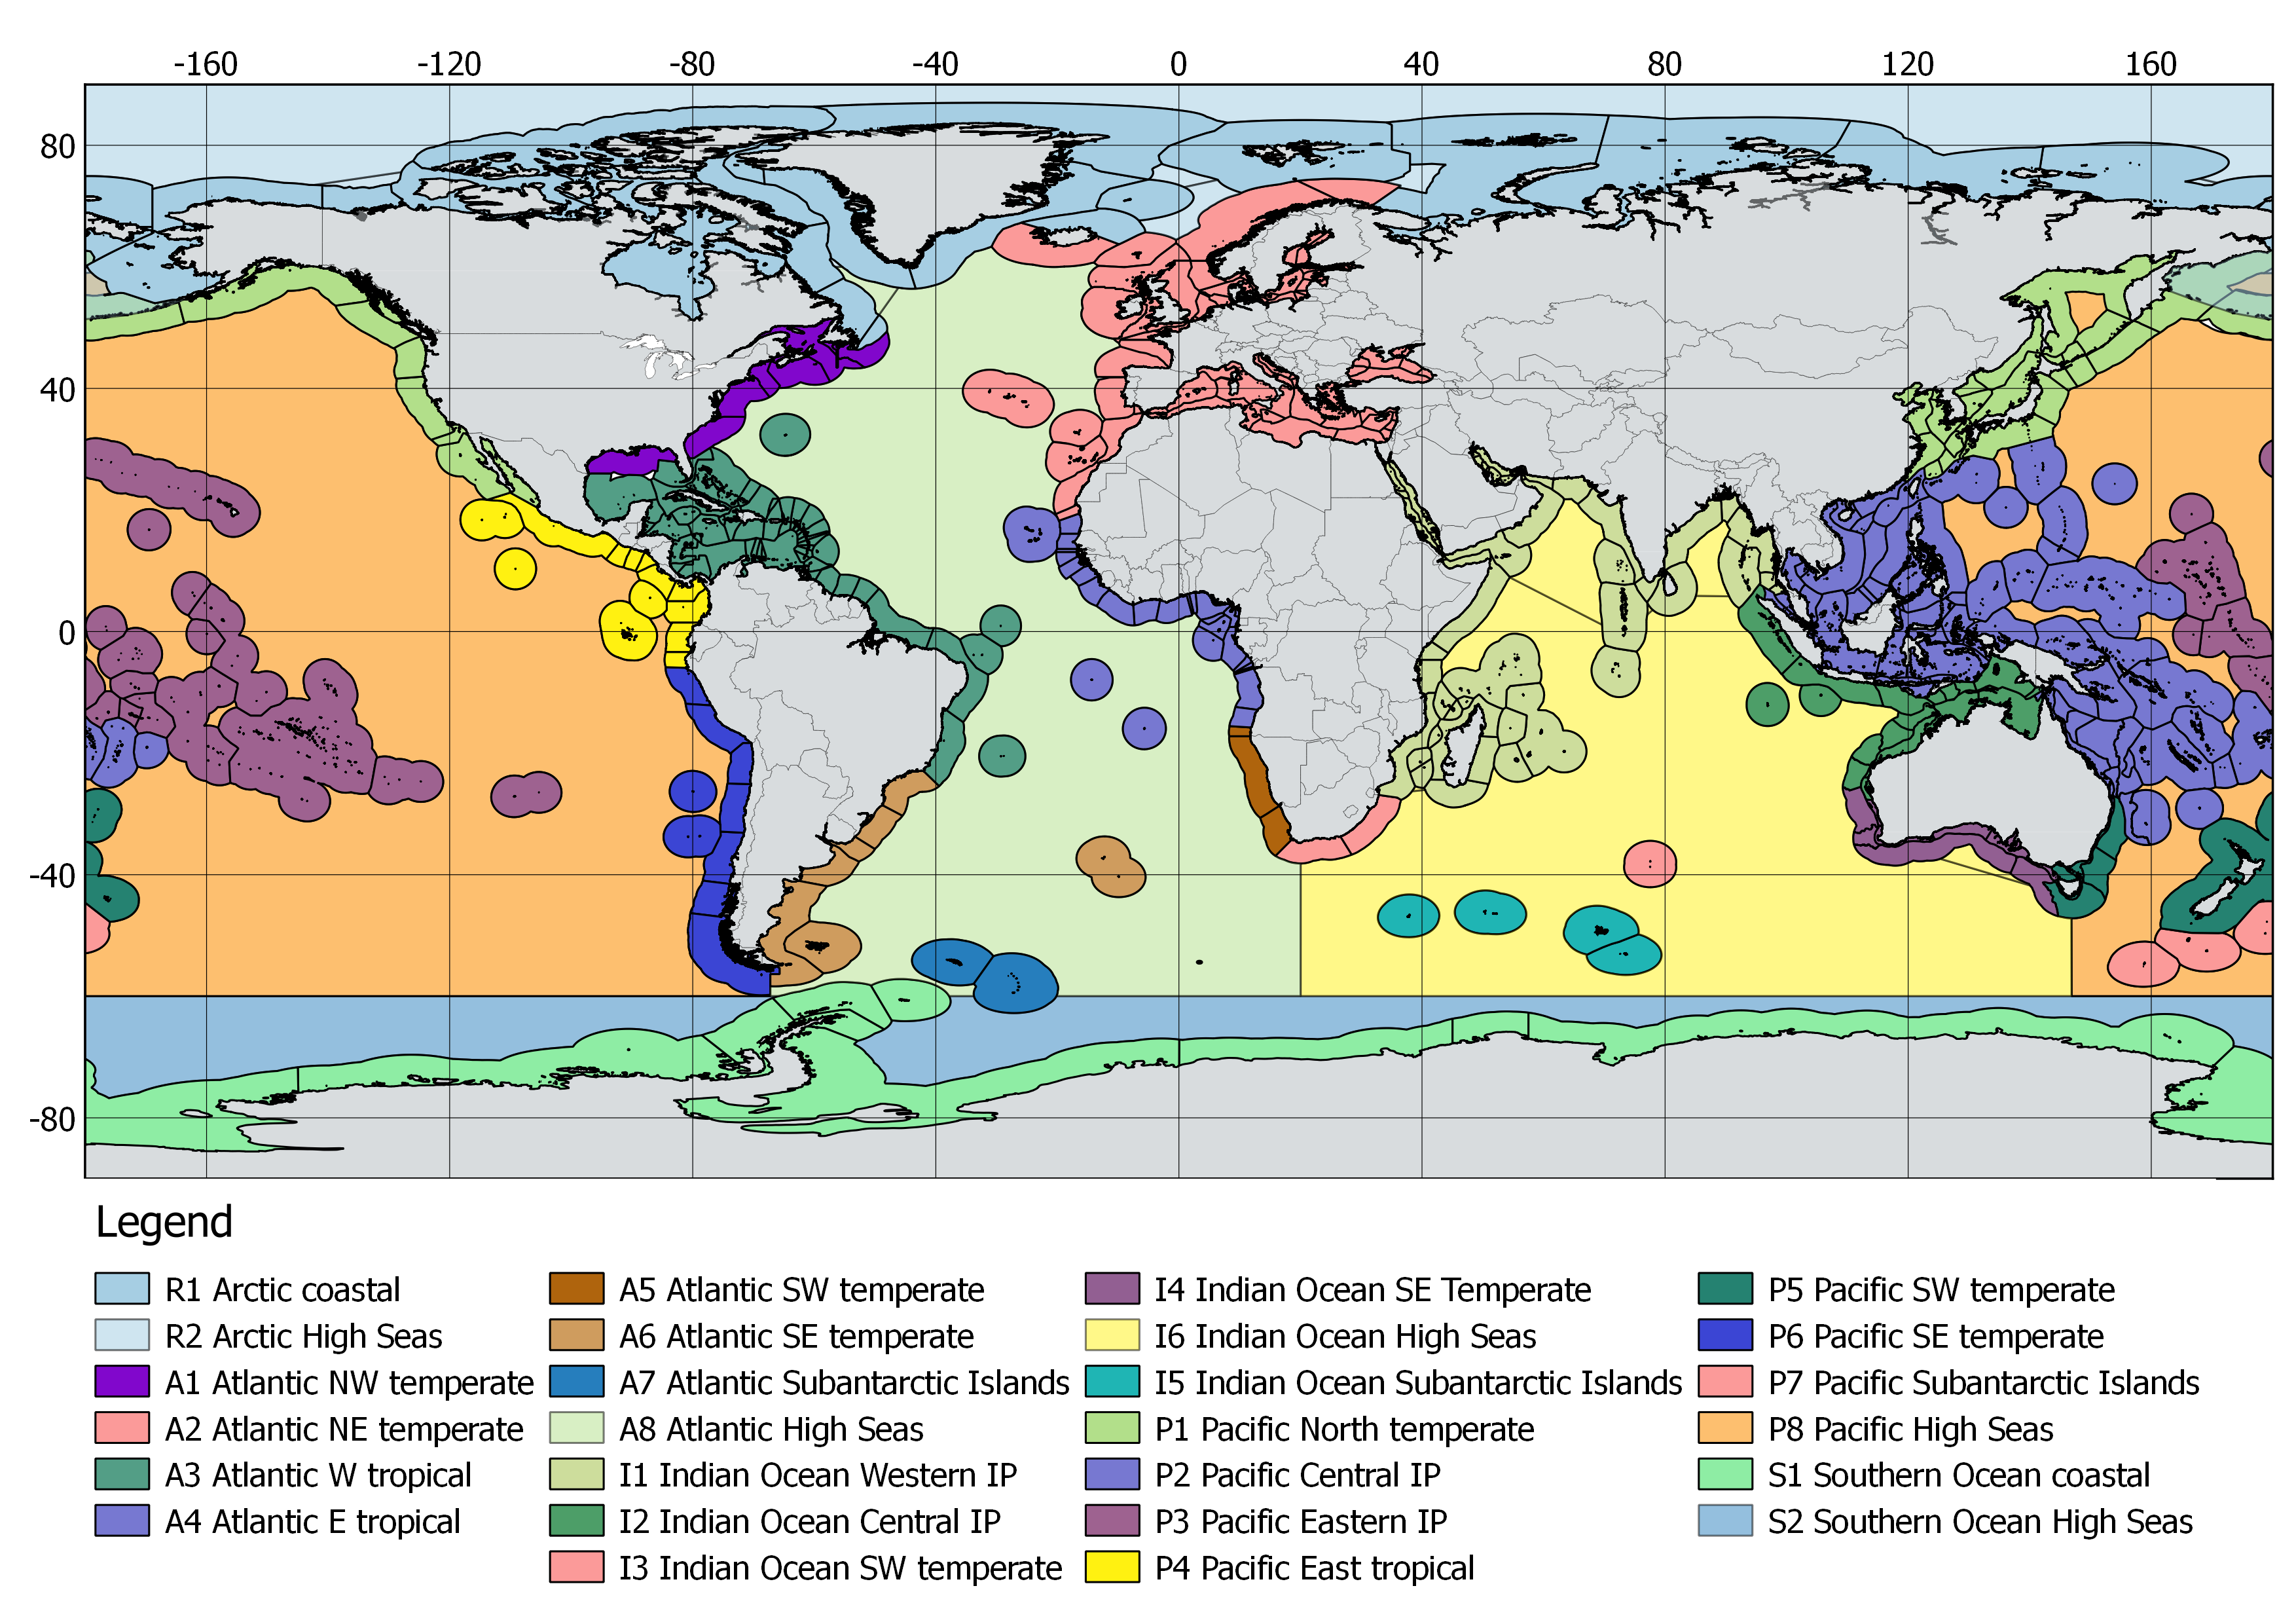 -160 -120 -80 -40 0 40 80 120 160
80
40
0
-40
-80
Legend
R1 Arctic coastal
R2 Arctic High Seas
A1 Atlantic NW temperate
A2 Atlantic NE temperate
A3 Atlantic W tropical
A4 Atlantic E tropical
A5 Atlantic SW temperate
A6 Atlantic SE temperate
A7 Atlantic Subantarctic Islands
A8 Atlantic High Seas
I1 Indian Ocean Western IP
I2 Indian Ocean Central IP
I3 Indian Ocean SW temperate
I4 Indian Ocean SE Temperate
I6 Indian Ocean High Seas
I5 Indian Ocean Subantarctic Islands
P1 Pacific North temperate
P2 Pacific Central IP
P3 Pacific Eastern IP
P4 Pacific East tropical
P5 Pacific SW temperate
P6 Pacific SE temperate
P7 Pacific Subantarctic Islands
P8 Pacific High Seas
S1 Southern Ocean coastal
S2 Southern Ocean High Seas